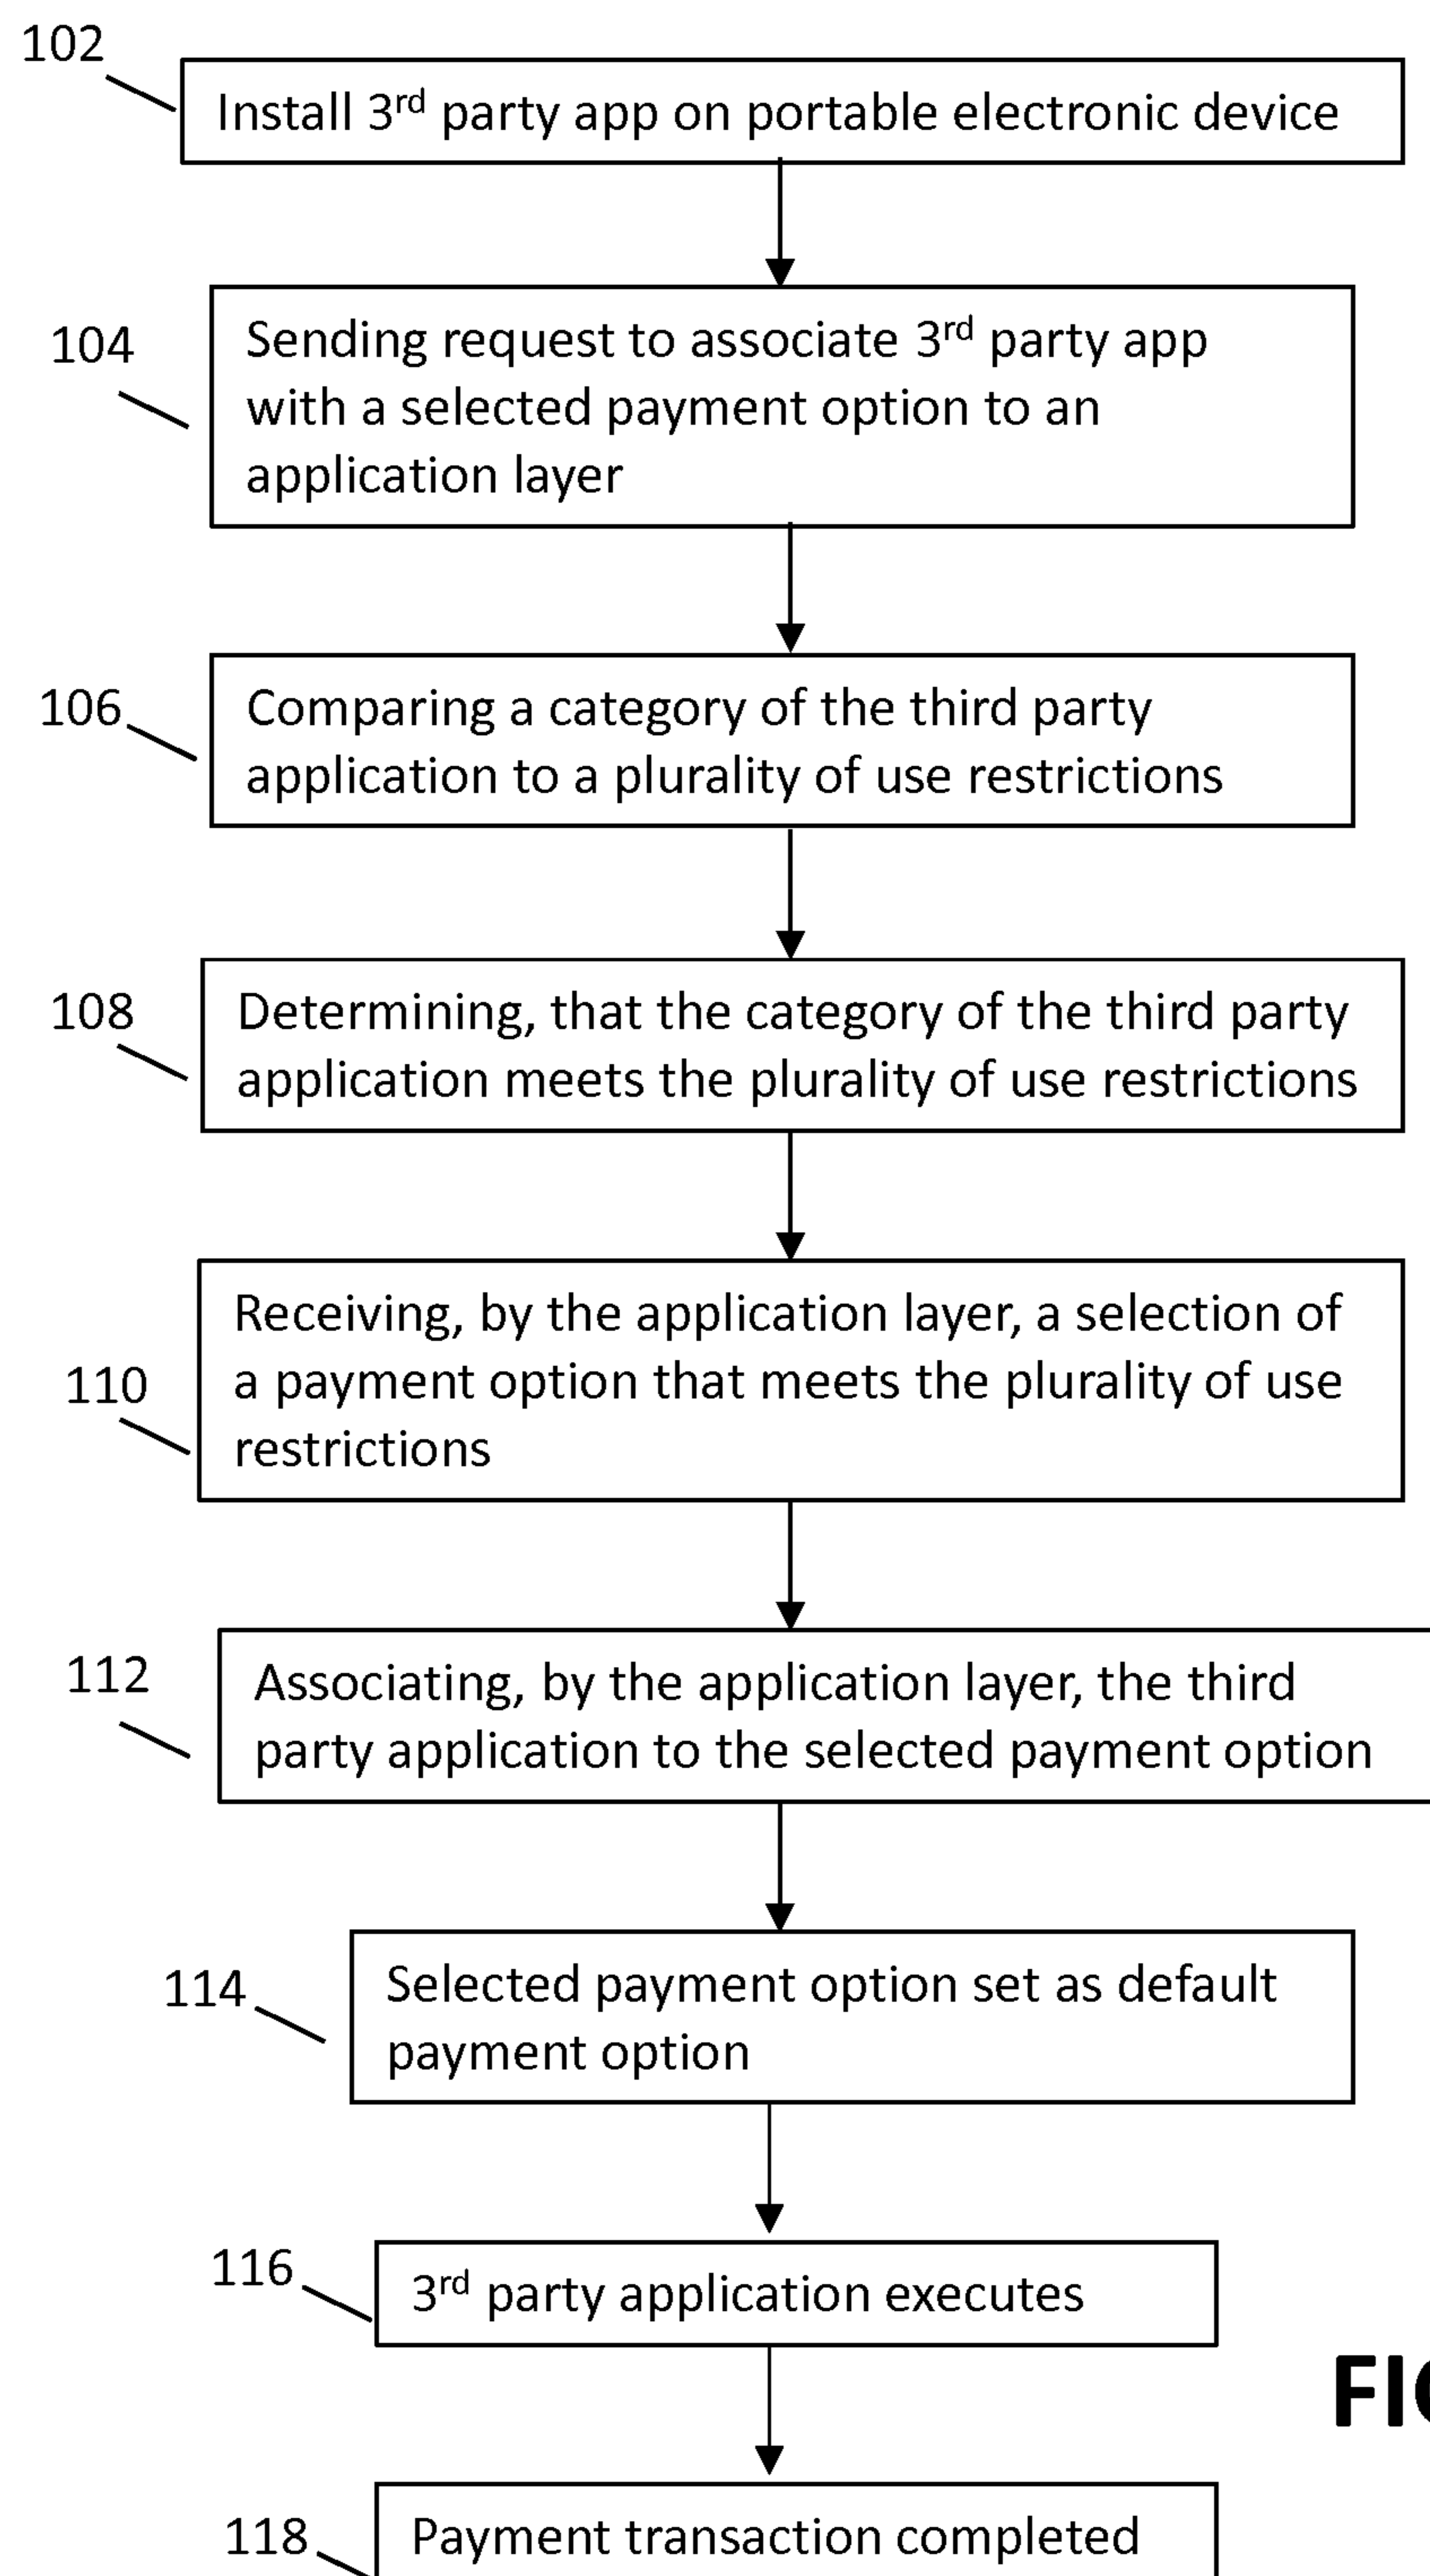 102
Install 3rd party app on portable electronic device
104
Sending request to associate 3rd party app
with a selected payment option to an
application layer
106
Comparing a category of the third party
application to a plurality of use restrictions
108
Determining, that the category of the third party
application meets the plurality of use restrictions
110
Receiving, by the application layer, a selection of
a payment option that meets the plurality of use
restrictions
112
Associating, by the application layer, the third
party application to the selected payment option
114
Selected payment option set as default
payment option
116
3rd party application executes
118
Payment transaction completed